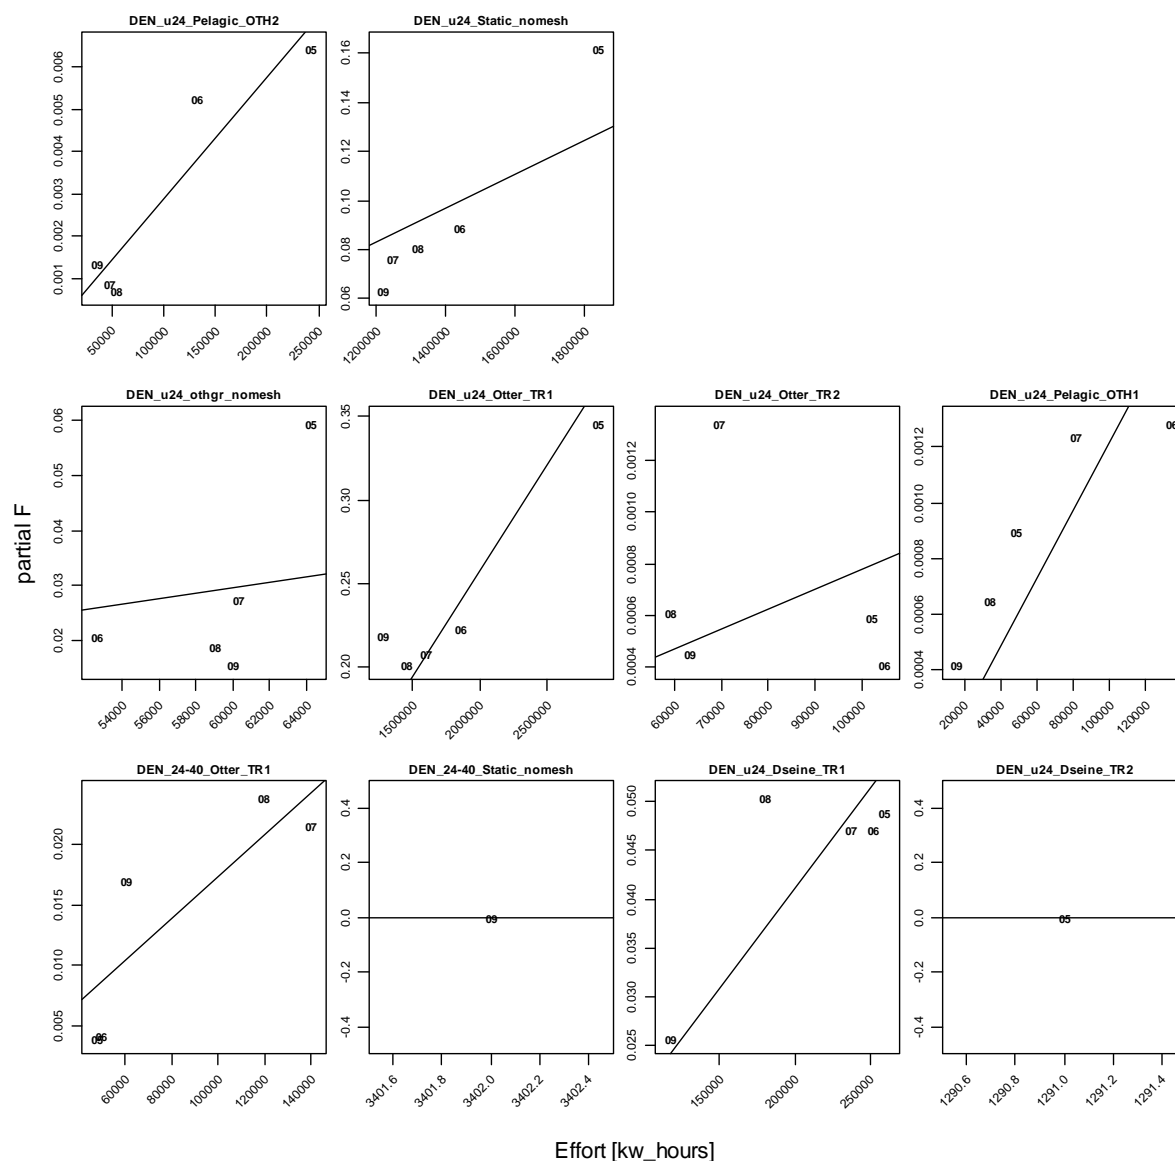 DEN_u24_Pelagic_OTH2 DEN_u24_Static_nomesh
0.001 0.002 0.003 0.004 0.005 0.006
05
06
09
07
08
50000 100000 150000 200000 250000
0.06 0.08 0.10 0.12 0.14 0.16
05
06
08
07
09
1200000 1400000 1600000 1800000
DEN_u24_othgr_nomesh DEN_u24_Otter_TR1 DEN_u24_Otter_TR2 DEN_u24_Pelagic_OTH1
partial F
0.02 0.03 0.04 0.05 0.06
05
07
06
08
09
54000 56000 58000 60000 62000 64000
0.20 0.25 0.30 0.35
05
06
09
07
08
1500000 2000000 2500000
0.0004 0.0006 0.0008 0.0010 0.0012
07
08
05
09
06
60000 70000 80000 90000 100000
0.0004 0.0006 0.0008 0.0010 0.0012
06
07
05
08
09
20000 40000 60000 80000 100000 120000
DEN_24-40_Otter_TR1 DEN_24-40_Static_nomesh DEN_u24_Dseine_TR1 DEN_u24_Dseine_TR2
0.005 0.010 0.015 0.020
08
07
09
06
05
60000 80000 100000 120000 140000
-0.4 -0.2 0.0 0.2 0.4
09
3401.6 3401.8 3402.0 3402.2 3402.4
0.025 0.030 0.035 0.040 0.045 0.050
08
05
07
06
09
150000 200000 250000
-0.4 -0.2 0.0 0.2 0.4
05
1290.6 1290.8 1291.0 1291.2 1291.4
Effort [kw_hours]